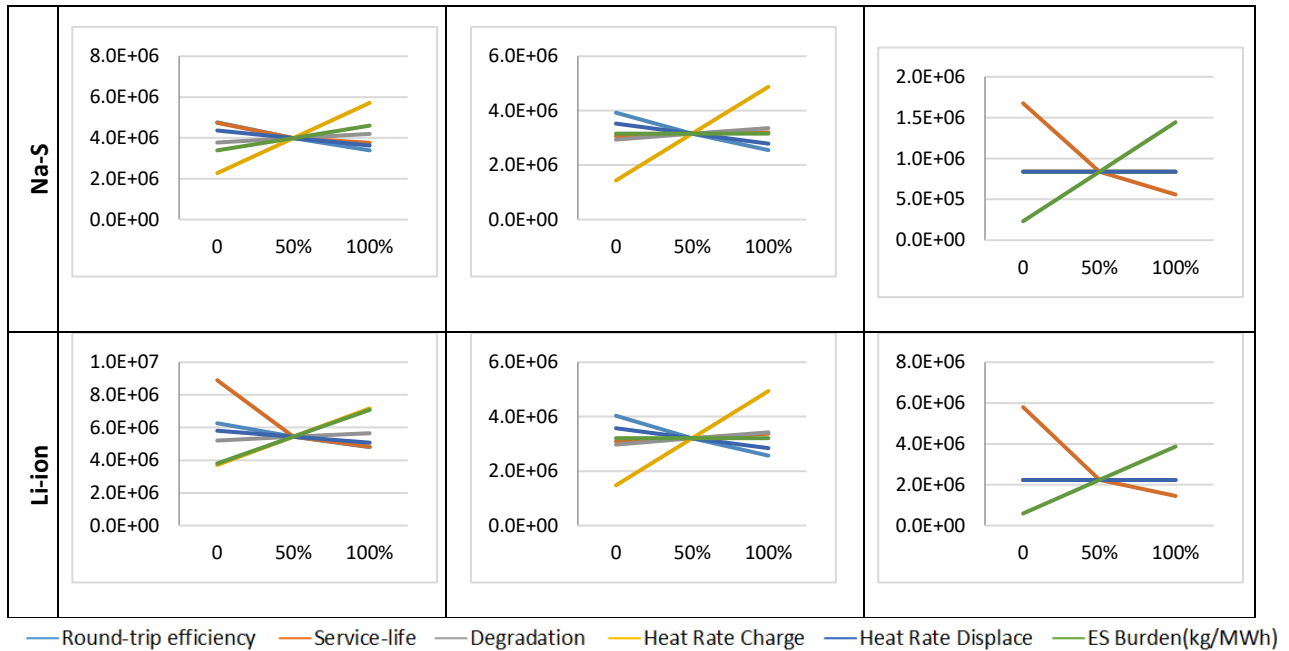 Na-S
8.0E+06
6.0E+06
4.0E+06
2.0E+06
0.0E+00
0 50% 100%
6.0E+06
4.0E+06
2.0E+06
0.0E+00
0 50% 100%
2.0E+06
1.5E+06
1.0E+06
5.0E+05
0.0E+00
0 50% 100%
Li-ion
1.0E+07
8.0E+06
6.0E+06
4.0E+06
2.0E+06
0.0E+00
0 50% 100%
6.0E+06
4.0E+06
2.0E+06
0.0E+00
0 50% 100%
8.0E+06
6.0E+06
4.0E+06
2.0E+06
0.0E+00
0 50% 100%
Round-trip efficiency Service-life Degradation Heat Rate Charge Heat Rate Displace ES Burden(kg/MWh)